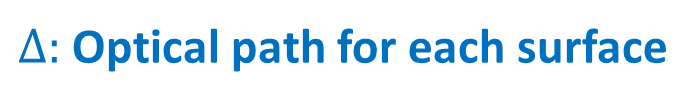 Δ: Optical path for each surface